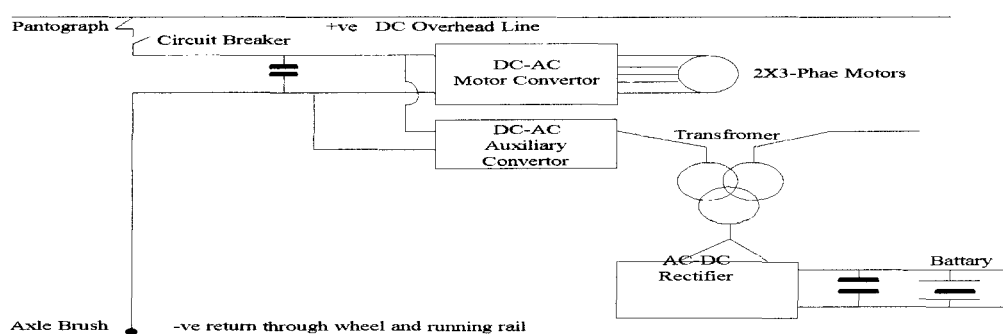 Pantograph
+ve DC Overhead Line
Circuit Breaker
DC-AC
Motor Convertor
2X3-Phae Motors
DC-AC
Auxiliary
Convertor
Transfromer
AC-DC
Rectifier
Battary
Axle Brush
-ve return through wheel and running rail